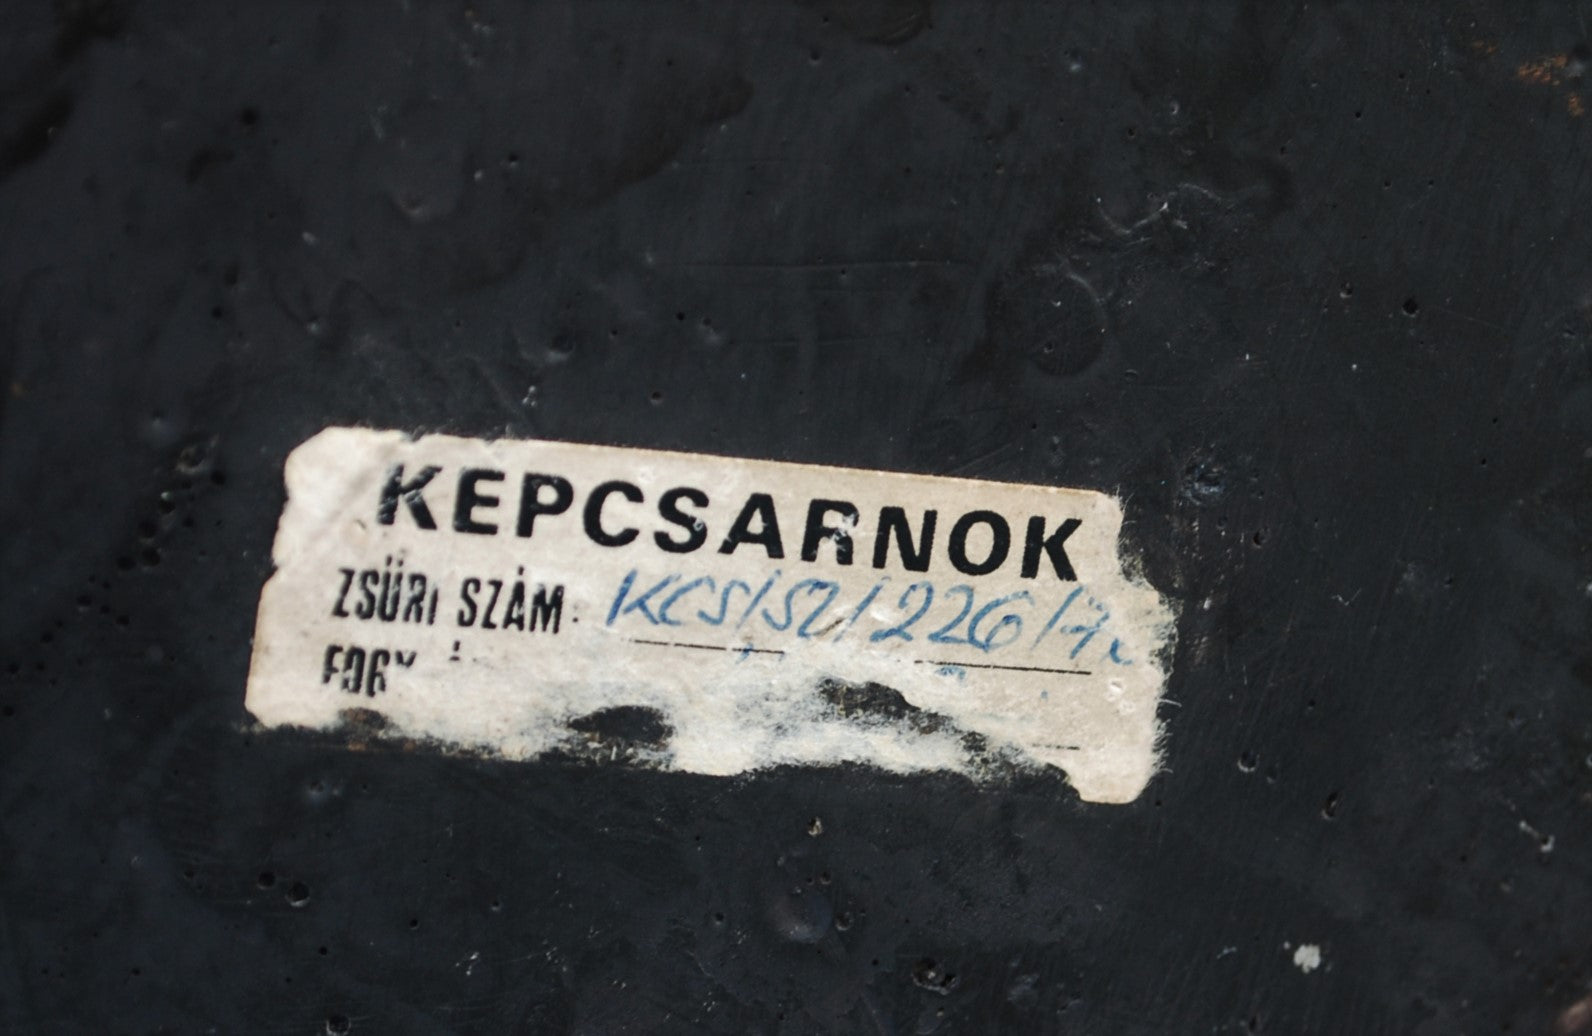 KEPCSARNOK
ZSÜRI SZÁM: KCS/SZ/226/7